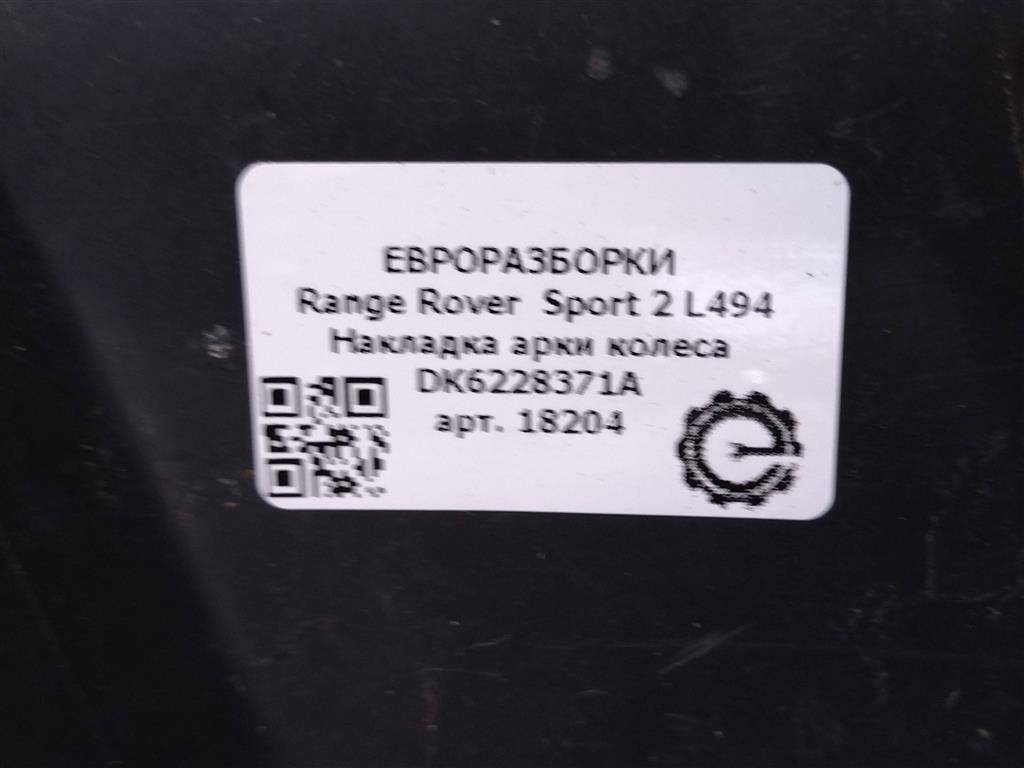 ЕВРОРАЗБОРКИ
Range Rover  Sport 2 L494
Накладка арки колеса
DK6228371A
арт. 18204